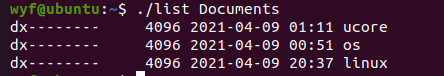 wyf@ubuntu:~$ ./list Documents
dx-------- 4096 2021-04-09 01:11 ucore
dx-------- 4096 2021-04-09 00:51 os
dx-------- 4096 2021-04-09 20:37 linux